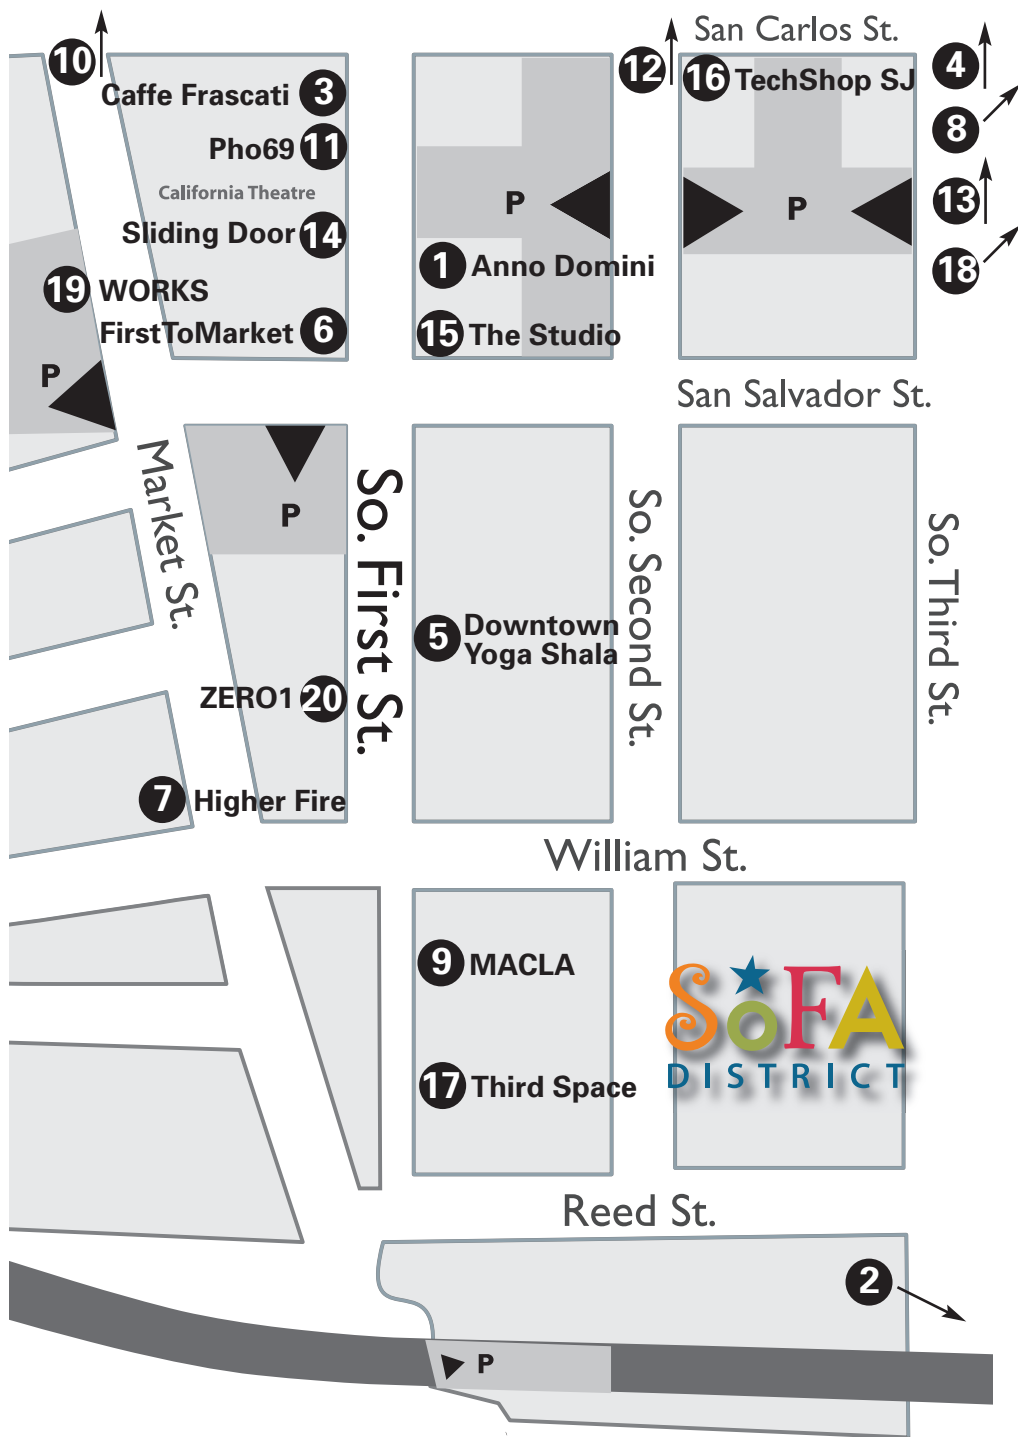 San Carlos St.
10
12
4
Caffe Frascati 3
16 TechShop SJ
8
Pho69 11
California Theatre
P
P
13
Sliding Door 14
1 Anno Domini
18
19 WORKS
FirstToMarket 6
15 The Studio
P
San Salvador St.
Market St.
P
So. First St.
So. Second St.
So. Third St.
5 Downtown
Yoga Shala
ZERO1 20
7 Higher Fire
William St.
9 MACLA
SoFA
DISTRICT
17 Third Space
Reed St.
2
P